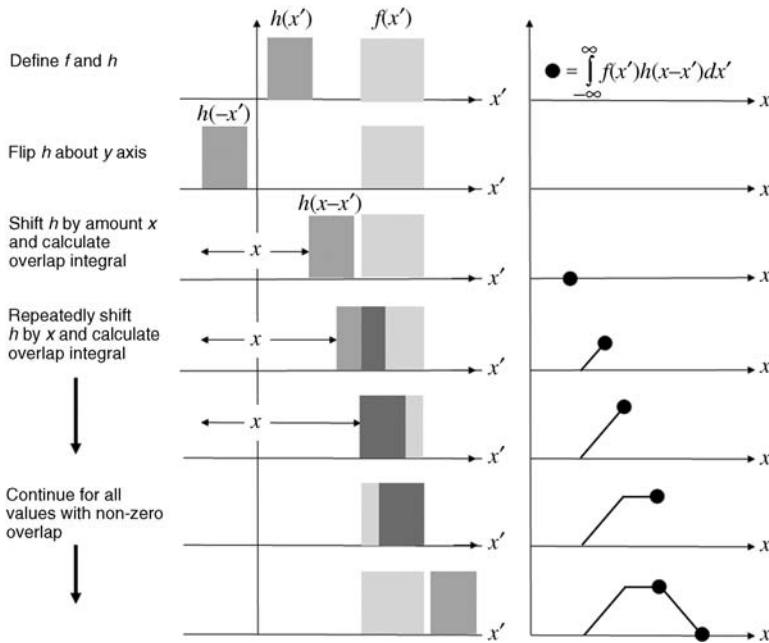 h(x′) f(x′)
Define f and h
● = ∫_{-∞}^{∞} f(x′)h(x–x′)dx′
x′ x
h(–x′)
Flip h about y axis
x′ x
h(x–x′)
Shift h by amount x
and calculate
overlap integral
x
x′ x
Repeatedly shift
h by x and calculate
overlap integral
x
x′ x
x
x′ x
Continue for all
values with non-zero
overlap
x′ x
x′ x